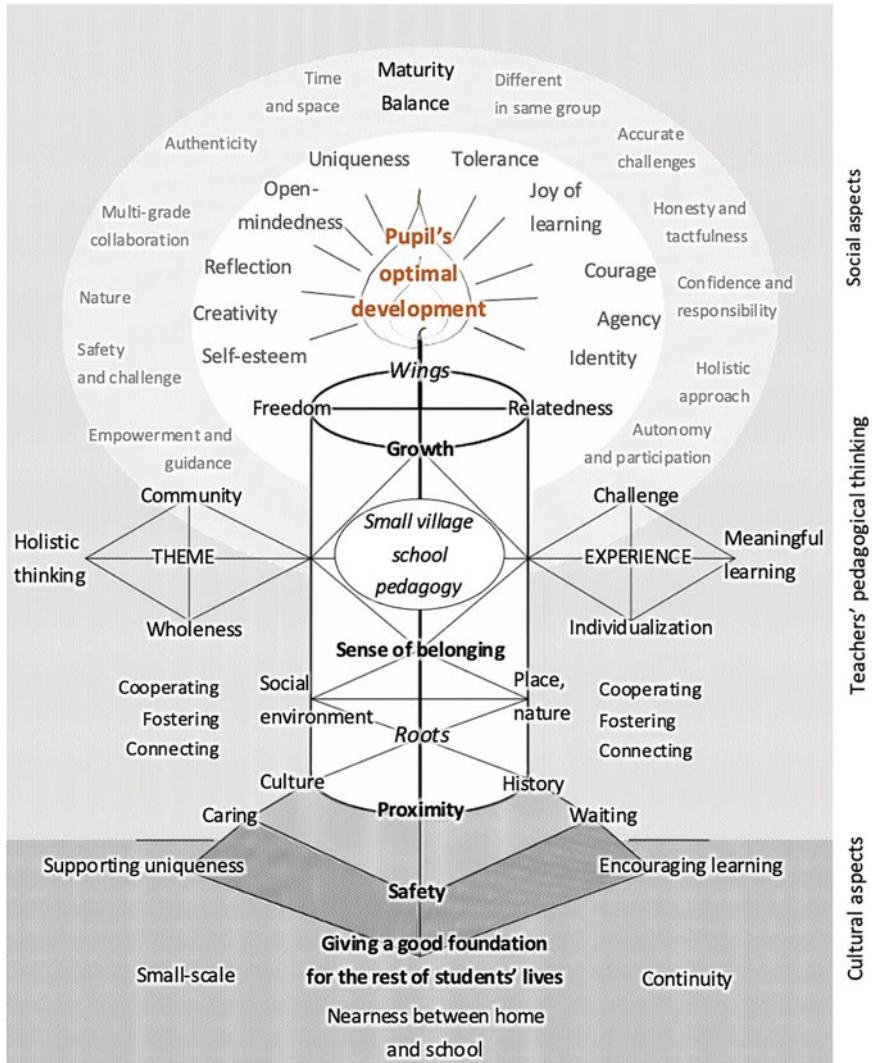 Time
and space
Maturity
Balance
Different
in same group
Authenticity
Accurate
challenges
Uniqueness
Tolerance
Open-
mindedness
Joy of
learning
Multi-grade
collaboration
Honesty and
tactfulness
Pupil's
optimal
development
Reflection
Courage
Nature
Confidence and
responsibility
Creativity
Agency
Safety
and challenge
Self-esteem
Identity
Holistic
approach
Wings
Freedom
Relatedness
Empowerment and
guidance
Growth
Autonomy
and participation
Community
Challenge
Holistic
thinking
THEME
Small village
school
pedagogy
EXPERIENCE
Meaningful
learning
Wholeness
Individualization
Sense of belonging
Cooperating
Fostering
Connecting
Social
environment
Place,
nature
Cooperating
Fostering
Connecting
Roots
Culture
History
Caring
Proximity
Waiting
Supporting uniqueness
Encouraging learning
Safety
Giving a good foundation
for the rest of students' lives
Small-scale
Continuity
Nearness between home
and school
Social aspects
Teachers' pedagogical thinking
Cultural aspects